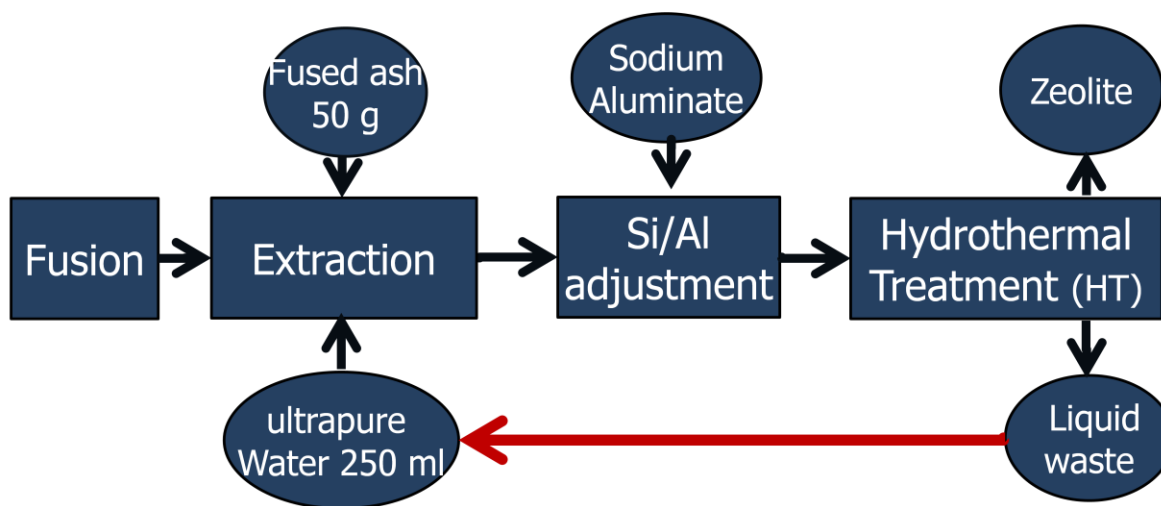 Fused ash
50 g
Sodium
Aluminate
Zeolite
Fusion
Extraction
Si/Al
adjustment
Hydrothermal
Treatment (HT)
ultrapure
Water 250 ml
Liquid
waste